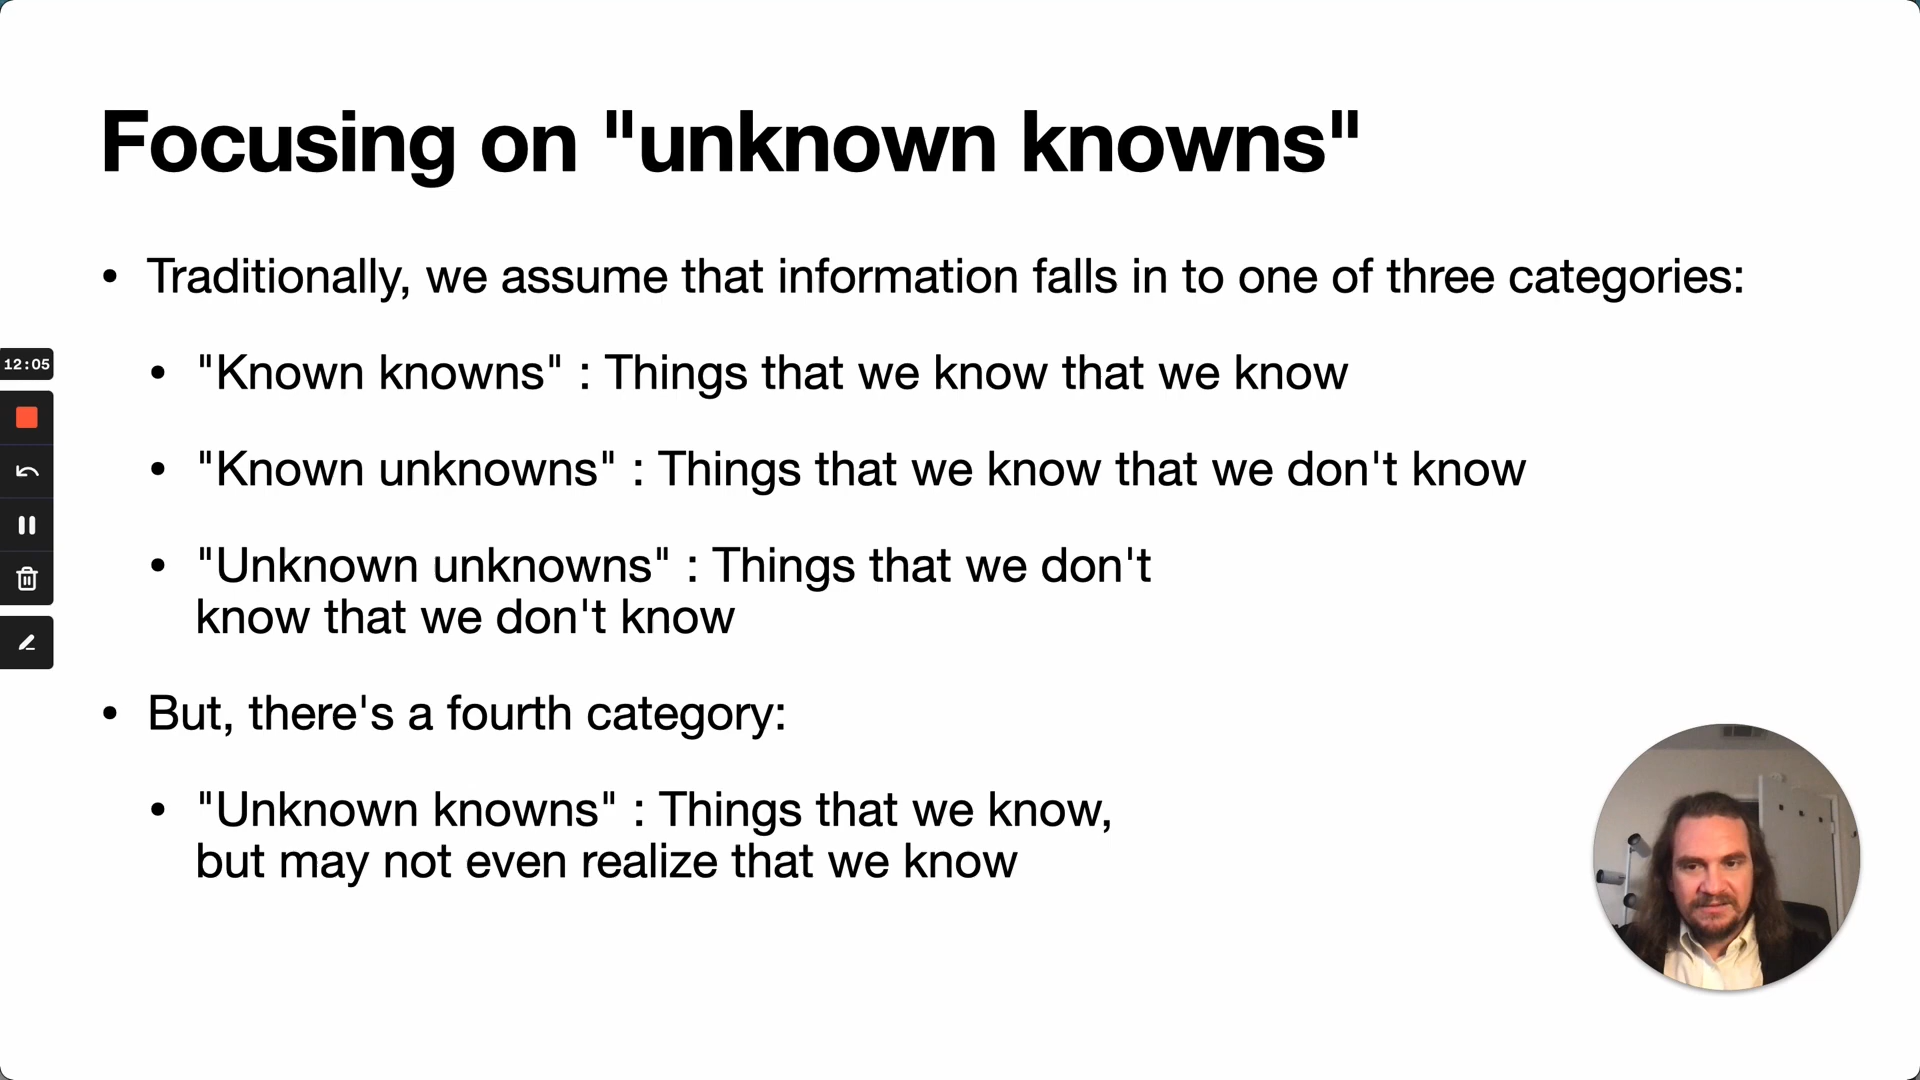 Focusing on "unknown knowns"
• Traditionally, we assume that information falls in to one of three categories:
• "Known knowns" : Things that we know that we know
• "Known unknowns" : Things that we know that we don't know
• "Unknown unknowns" : Things that we don't
know that we don't know
• But, there's a fourth category:
• "Unknown knowns" : Things that we know,
but may not even realize that we know
12:05